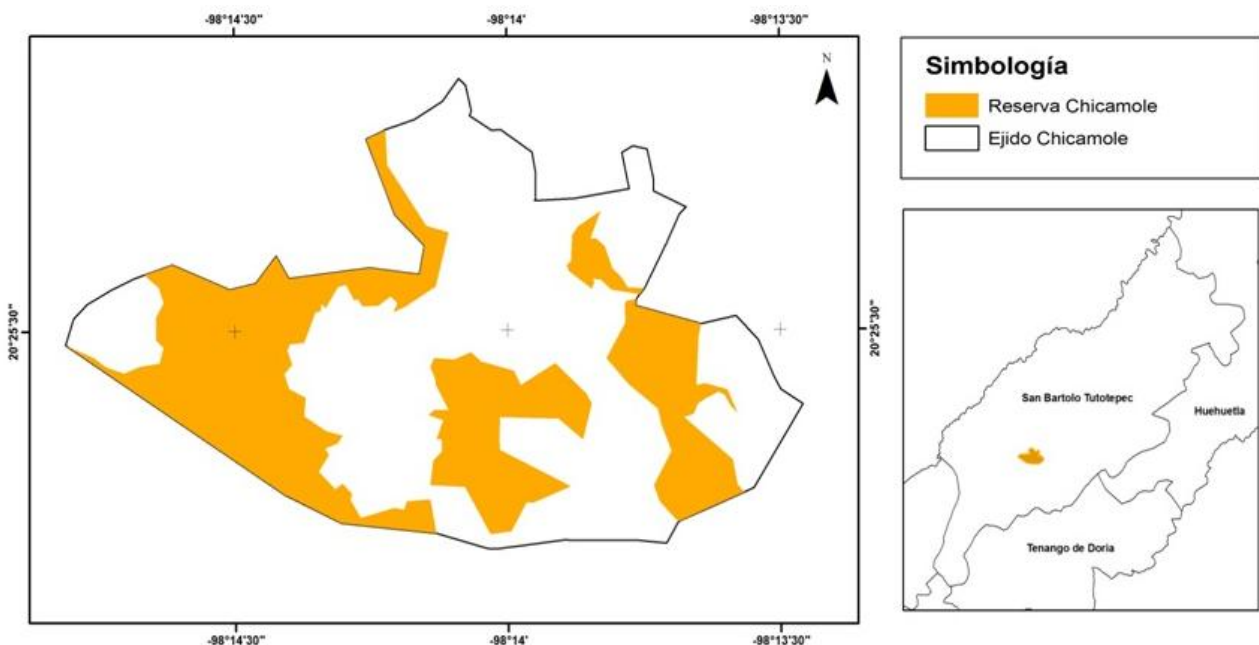 -98°14'30"
-98°14'
-98°13'30"
N
20°25'30"
20°25'30"
-98°14'30"
-98°14'
-98°13'30"
Simbología
Reserva Chicamole
Ejido Chicamole
San Bartolo Tutotepec
Huehuetla
Tenango de Doria